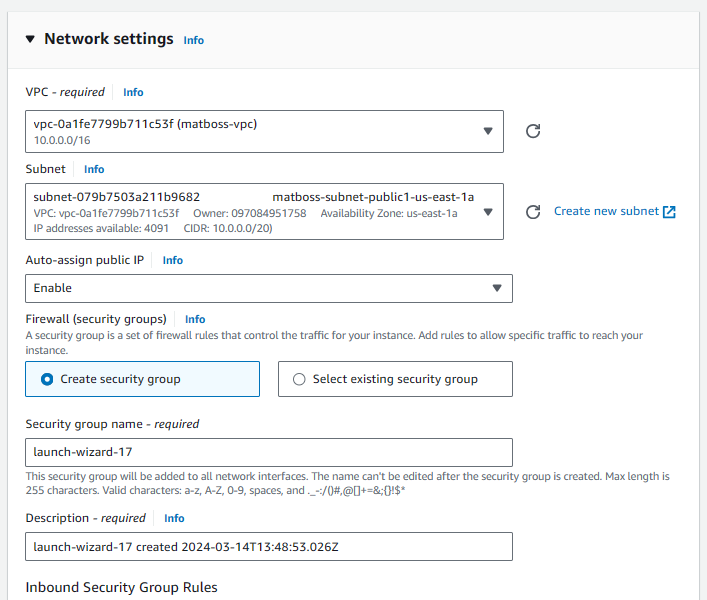 Network settings Info
VPC - required Info
vpc-0a1fe7799b711c53f (matboss-vpc)
10.0.0.0/16
Subnet Info
subnet-079b7503a211b9682 matboss-subnet-public1-us-east-1a
VPC: vpc-0a1fe7799b711c53f Owner: 097084951758 Availability Zone: us-east-1a
IP addresses available: 4091 CIDR: 10.0.0.0/20)
Create new subnet
Auto-assign public IP Info
Enable
Firewall (security groups) Info
A security group is a set of firewall rules that control the traffic for your instance. Add rules to allow specific traffic to reach your
instance.
Create security group
Select existing security group
Security group name - required
launch-wizard-17
This security group will be added to all network interfaces. The name can't be edited after the security group is created. Max length is
255 characters. Valid characters: a-z, A-Z, 0-9, spaces, and ._-:/()#,@[]+=&;{}!$*
Description - required Info
launch-wizard-17 created 2024-03-14T13:48:53.026Z
Inbound Security Group Rules